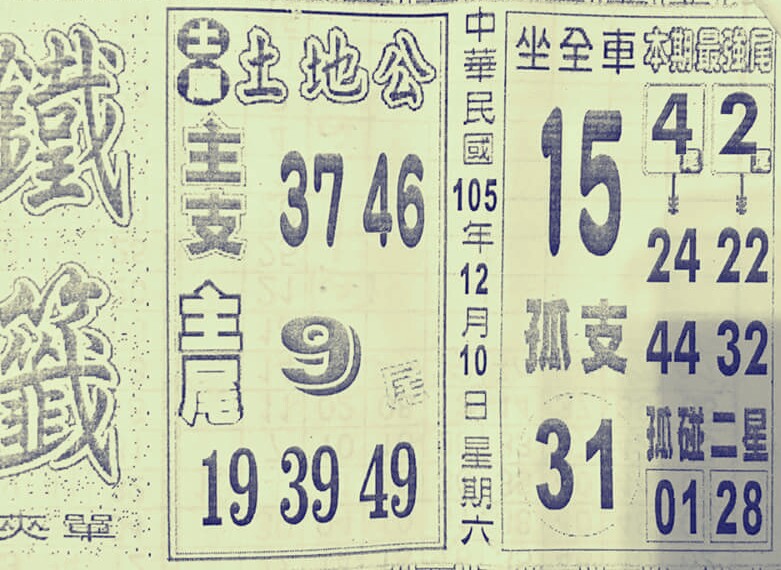 鐵籤
夾單
土地公
主支
37 46
主尾
9尾
19 39 49
中華民國105年12月10日星期六
坐全車
15
孤支
31
本期最強尾
4尾 2尾
24 22
44 32
孤碰二星
01 28